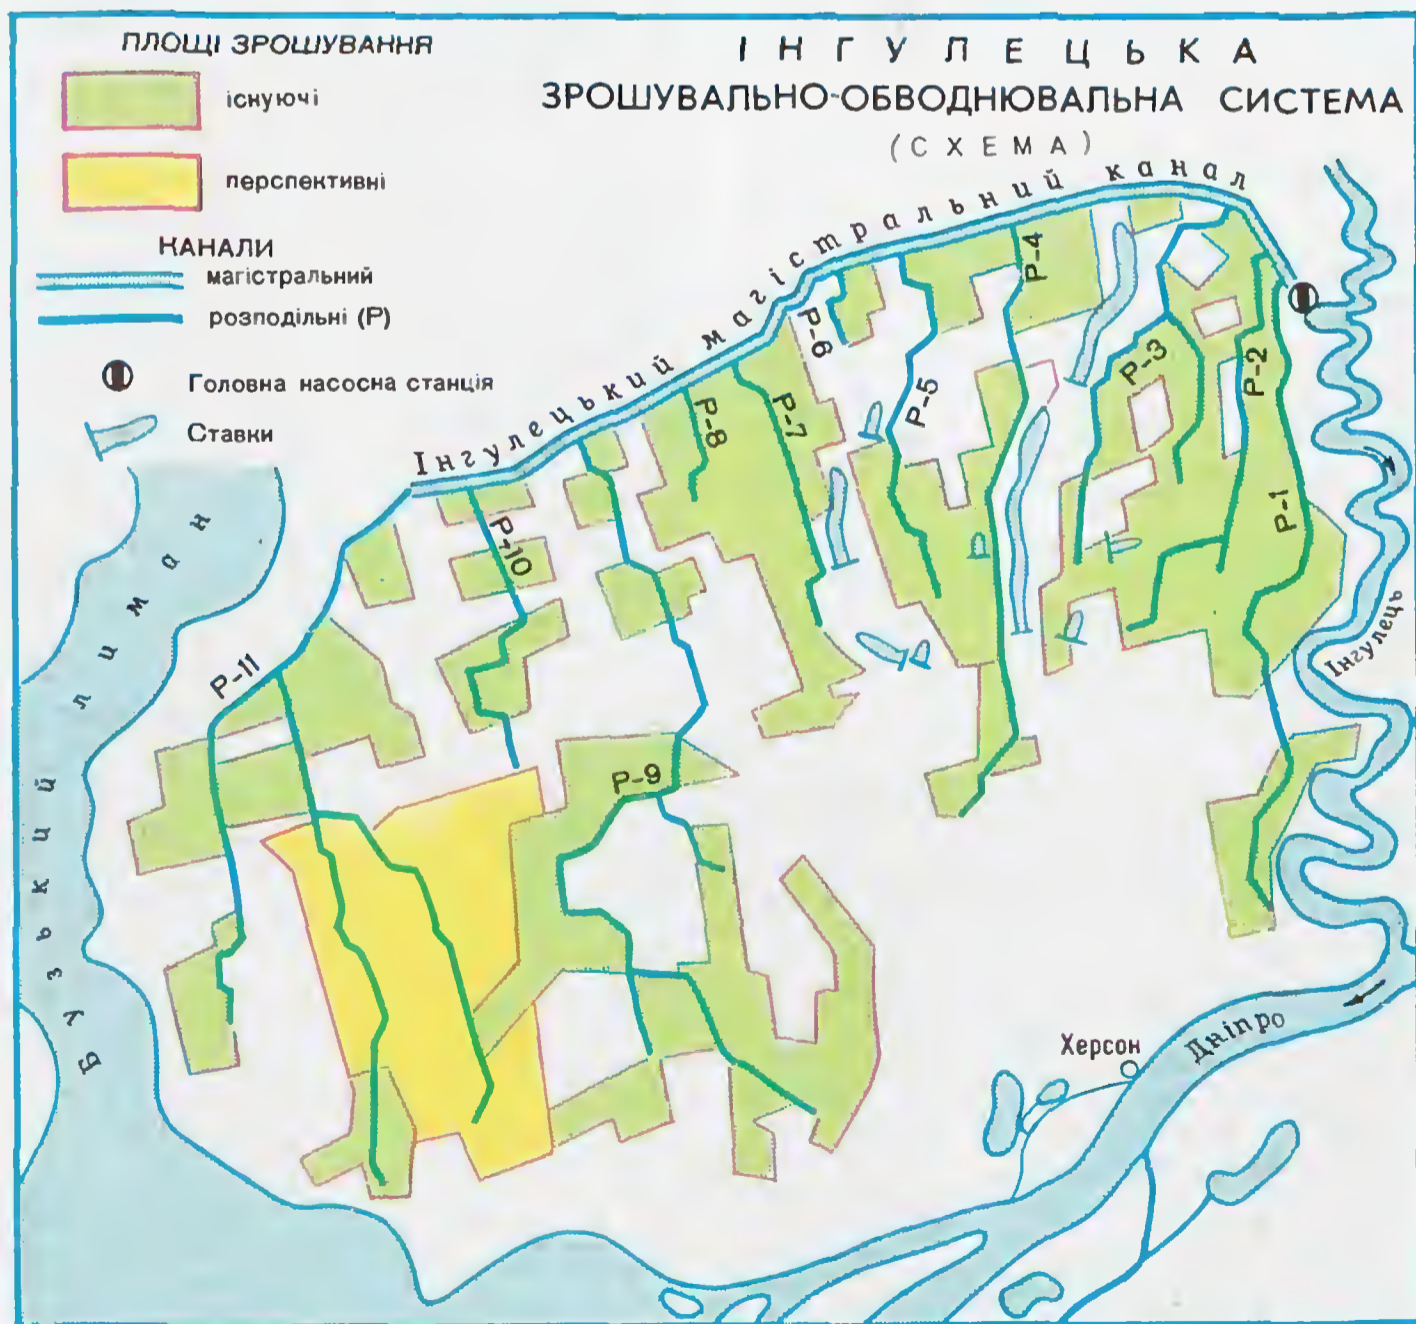 ПЛОЩІ ЗРОШУВАННЯ
існуючі
перспективні
КАНАЛИ
магістральний
розподільні (Р)
Головна насосна станція
Ставки
ІНГУЛЕЦЬКА
ЗРОШУВАЛЬНО-ОБВОДНЮВАЛЬНА СИСТЕМА
(СХЕМА)
Інгулецький магістральний канал
Р-4
Р-6
Р-3
Р-2
Р-5
Р-7
Р-8
Р-1
Р-10
Р-11
Р-9
Інгулець
Бузький лиман
Херсон
Дніпро